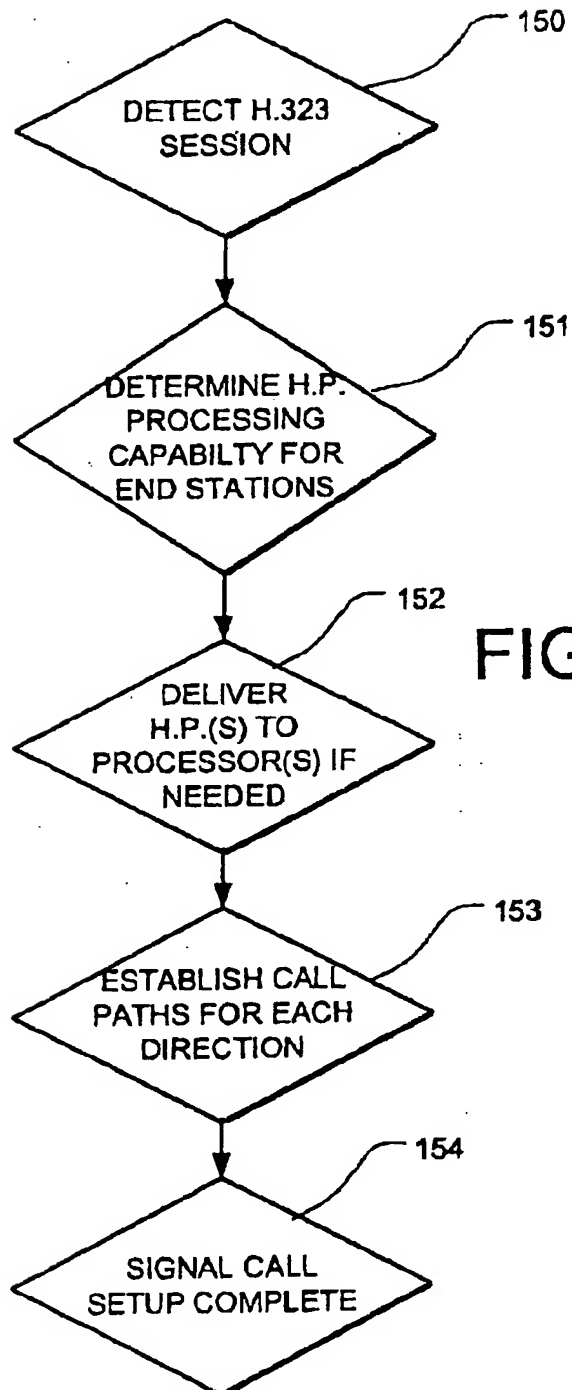 150
DETECT H.323
SESSION
151
DETERMINE H.P.
PROCESSING
CAPABILTY FOR
END STATIONS
152
DELIVER
H.P.(S) TO
PROCESSOR(S) IF
NEEDED
FIG
153
ESTABLISH CALL
PATHS FOR EACH
DIRECTION
154
SIGNAL CALL
SETUP COMPLETE